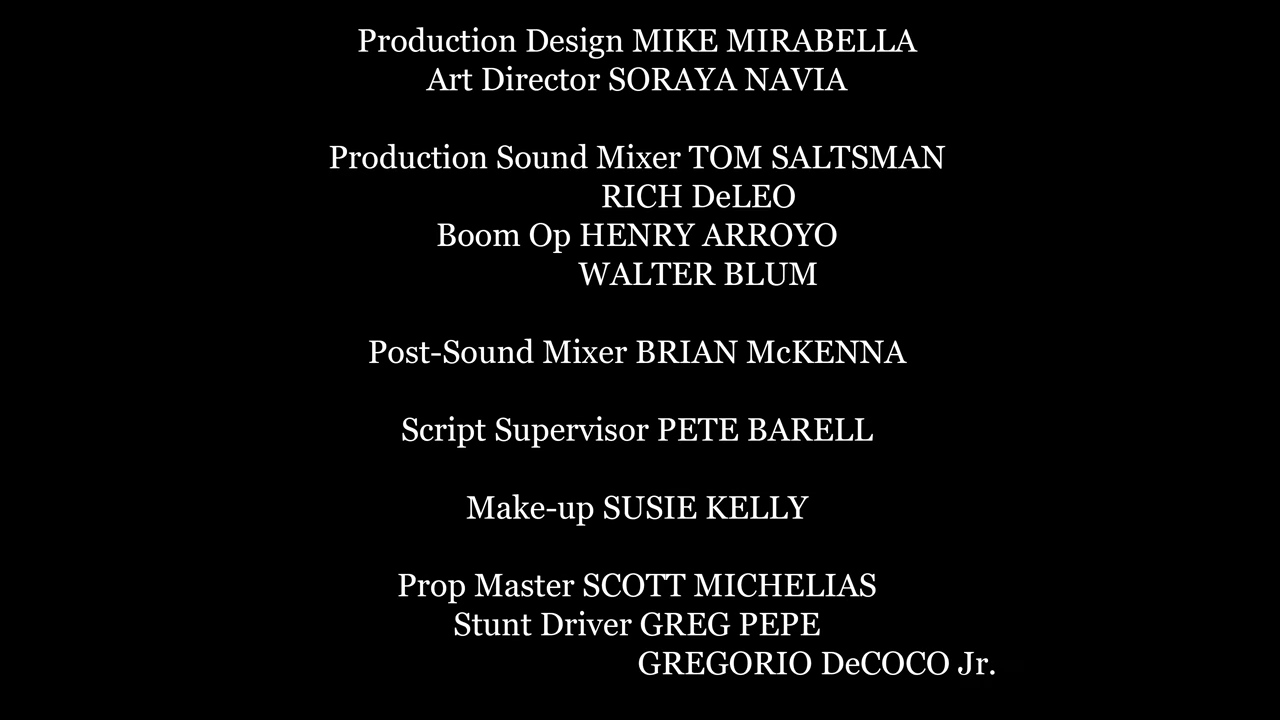 Production Design MIKE MIRABELLA
Art Director SORAYA NAVIA
Production Sound Mixer TOM SALTSMAN
RICH DeLEO
Boom Op HENRY ARROYO
WALTER BLUM
Post-Sound Mixer BRIAN McKENNA
Script Supervisor PETE BARELL
Make-up SUSIE KELLY
Prop Master SCOTT MICHELIAS
Stunt Driver GREG PEPE
GREGORIO DeCOCO Jr.